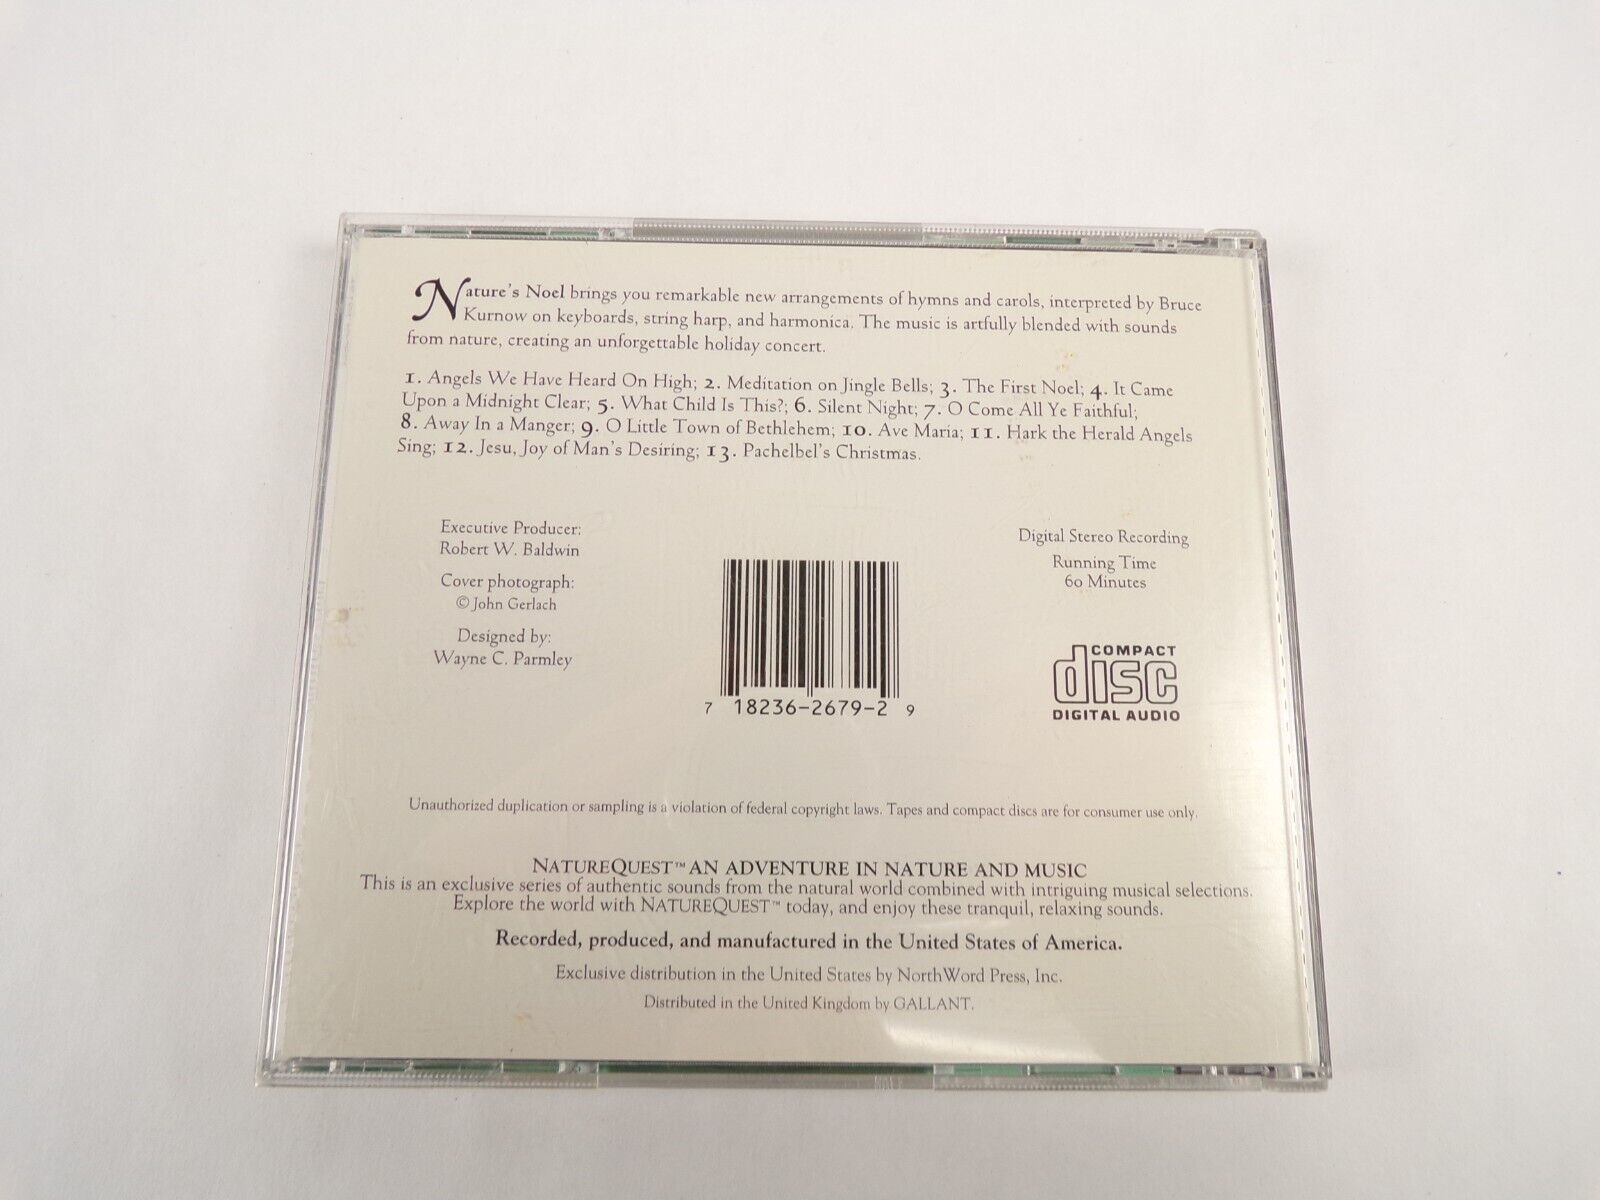 Nature's Noel brings you remarkable new arrangements of hymns and carols, interpreted by Bruce
Kurnow on keyboards, string harp, and harmonica. The music is artfully blended with sounds
from nature, creating an unforgettable holiday concert.
1. Angels We Have Heard On High; 2. Meditation on Jingle Bells; 3. The First Noel; 4. It Came
Upon a Midnight Clear; 5. What Child Is This?; 6. Silent Night; 7. O Come All Ye Faithful;
8. Away In a Manger; 9. O Little Town of Bethlehem; 10. Ave Maria; 11. Hark the Herald Angels
Sing; 12. Jesu, Joy of Man's Desiring; 13. Pachelbel's Christmas.
Executive Producer:
Robert W. Baldwin
Cover photograph:
© John Gerlach
Designed by:
Wayne C. Parmley
7 18236-2679-2 9
Digital Stereo Recording
Running Time
60 Minutes
COMPACT
disc
DIGITAL AUDIO
Unauthorized duplication or sampling is a violation of federal copyright laws. Tapes and compact discs are for consumer use only.
NATUREQUEST™ AN ADVENTURE IN NATURE AND MUSIC
This is an exclusive series of authentic sounds from the natural world combined with intriguing musical selections.
Explore the world with NATUREQUEST™ today, and enjoy these tranquil, relaxing sounds.
Recorded, produced, and manufactured in the United States of America.
Exclusive distribution in the United States by NorthWord Press, Inc.
Distributed in the United Kingdom by GALLANT.